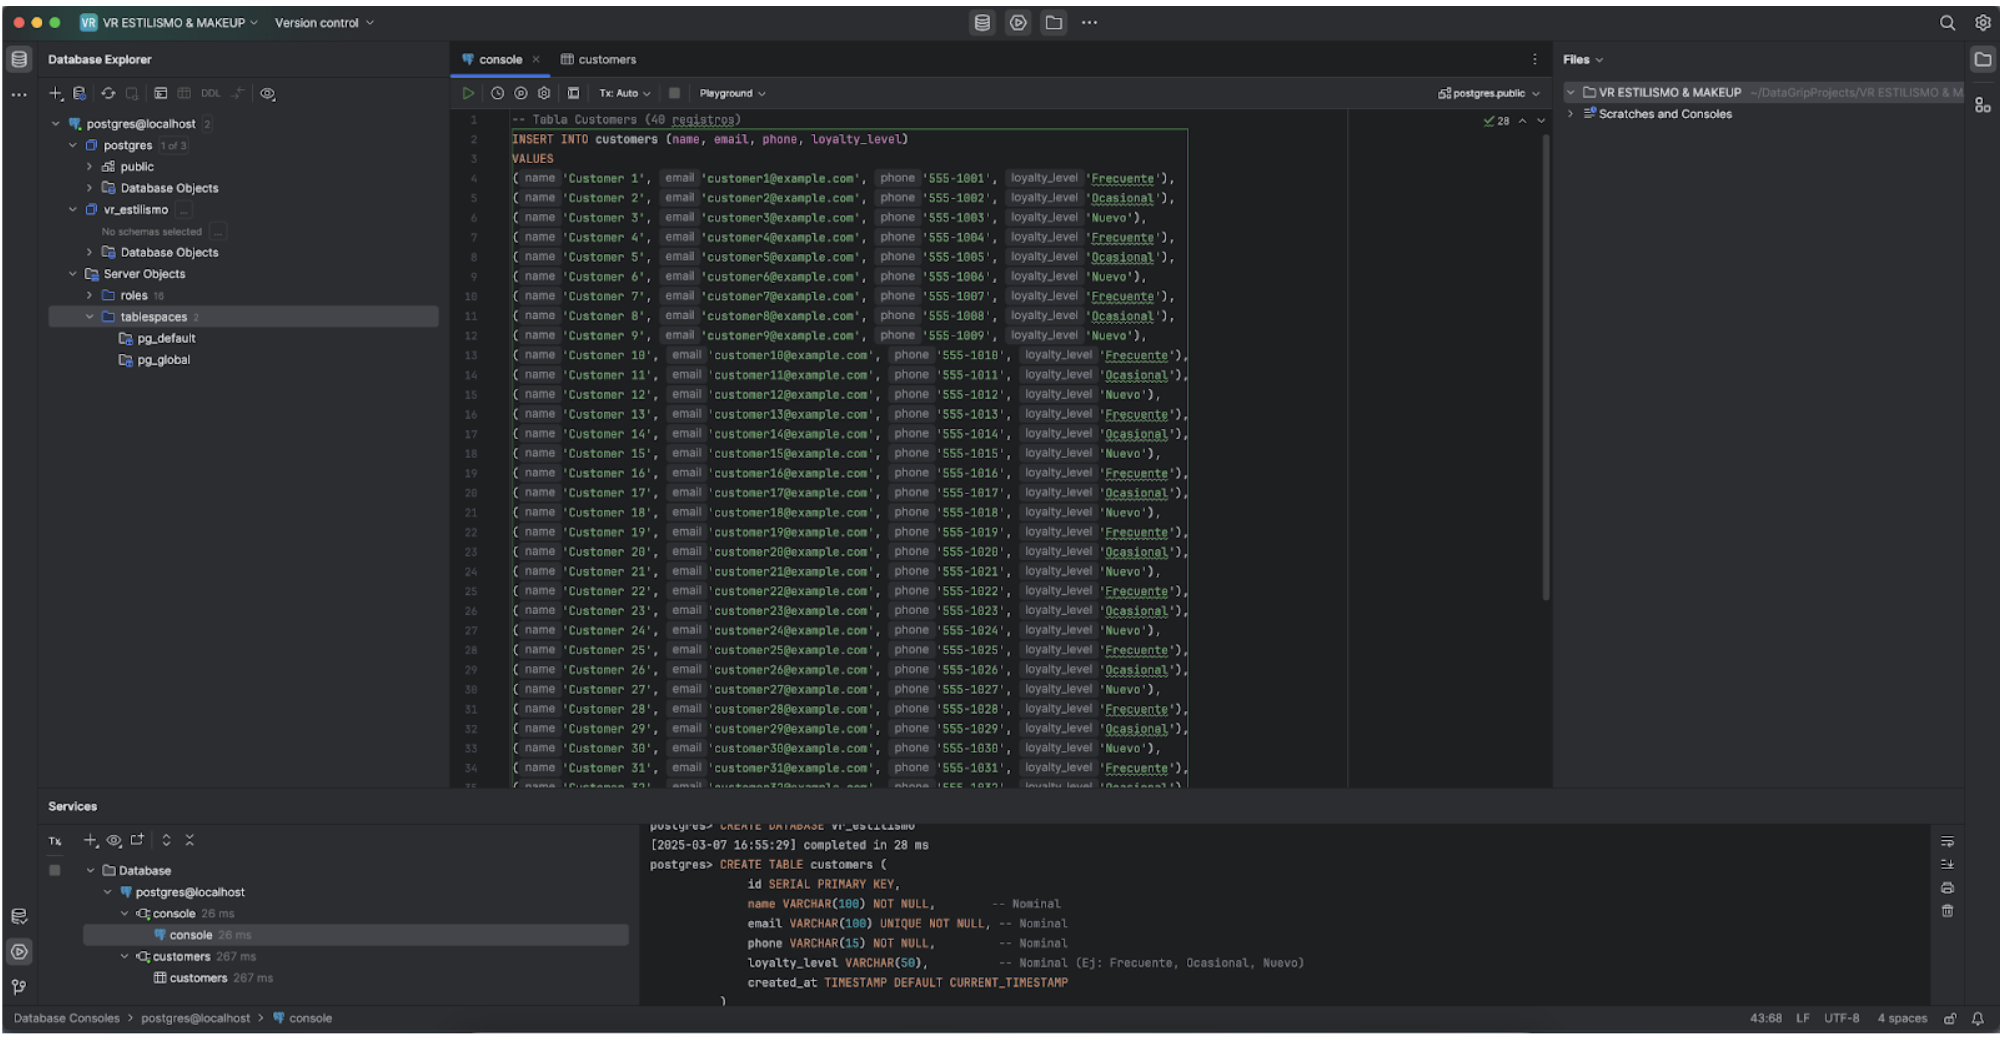 VR VR ESTILISMO & MAKEUP Version control
Database Explorer
DDL
postgres@localhost 2
postgres 1 of 3
public
Database Objects
vr_estilismo ...
No schemas selected ...
Database Objects
Server Objects
roles 16
tablespaces 2
pg_default
pg_global
console customers
Tx: Auto Playground postgres.public
28
1 -- Tabla Customers (40 registros)
2 INSERT INTO customers (name, email, phone, loyalty_level)
3 VALUES
4 ( name 'Customer 1', email 'customer1@example.com', phone '555-1001', loyalty_level 'Frecuente'),
5 ( name 'Customer 2', email 'customer2@example.com', phone '555-1002', loyalty_level 'Ocasional'),
6 ( name 'Customer 3', email 'customer3@example.com', phone '555-1003', loyalty_level 'Nuevo'),
7 ( name 'Customer 4', email 'customer4@example.com', phone '555-1004', loyalty_level 'Frecuente'),
8 ( name 'Customer 5', email 'customer5@example.com', phone '555-1005', loyalty_level 'Ocasional'),
9 ( name 'Customer 6', email 'customer6@example.com', phone '555-1006', loyalty_level 'Nuevo'),
10 ( name 'Customer 7', email 'customer7@example.com', phone '555-1007', loyalty_level 'Frecuente'),
11 ( name 'Customer 8', email 'customer8@example.com', phone '555-1008', loyalty_level 'Ocasional'),
12 ( name 'Customer 9', email 'customer9@example.com', phone '555-1009', loyalty_level 'Nuevo'),
13 ( name 'Customer 10', email 'customer10@example.com', phone '555-1010', loyalty_level 'Frecuente'),
14 ( name 'Customer 11', email 'customer11@example.com', phone '555-1011', loyalty_level 'Ocasional'),
15 ( name 'Customer 12', email 'customer12@example.com', phone '555-1012', loyalty_level 'Nuevo'),
16 ( name 'Customer 13', email 'customer13@example.com', phone '555-1013', loyalty_level 'Frecuente'),
17 ( name 'Customer 14', email 'customer14@example.com', phone '555-1014', loyalty_level 'Ocasional'),
18 ( name 'Customer 15', email 'customer15@example.com', phone '555-1015', loyalty_level 'Nuevo'),
19 ( name 'Customer 16', email 'customer16@example.com', phone '555-1016', loyalty_level 'Frecuente'),
20 ( name 'Customer 17', email 'customer17@example.com', phone '555-1017', loyalty_level 'Ocasional'),
21 ( name 'Customer 18', email 'customer18@example.com', phone '555-1018', loyalty_level 'Nuevo'),
22 ( name 'Customer 19', email 'customer19@example.com', phone '555-1019', loyalty_level 'Frecuente'),
23 ( name 'Customer 20', email 'customer20@example.com', phone '555-1020', loyalty_level 'Ocasional'),
24 ( name 'Customer 21', email 'customer21@example.com', phone '555-1021', loyalty_level 'Nuevo'),
25 ( name 'Customer 22', email 'customer22@example.com', phone '555-1022', loyalty_level 'Frecuente'),
26 ( name 'Customer 23', email 'customer23@example.com', phone '555-1023', loyalty_level 'Ocasional'),
27 ( name 'Customer 24', email 'customer24@example.com', phone '555-1024', loyalty_level 'Nuevo'),
28 ( name 'Customer 25', email 'customer25@example.com', phone '555-1025', loyalty_level 'Frecuente'),
29 ( name 'Customer 26', email 'customer26@example.com', phone '555-1026', loyalty_level 'Ocasional'),
30 ( name 'Customer 27', email 'customer27@example.com', phone '555-1027', loyalty_level 'Nuevo'),
31 ( name 'Customer 28', email 'customer28@example.com', phone '555-1028', loyalty_level 'Frecuente'),
32 ( name 'Customer 29', email 'customer29@example.com', phone '555-1029', loyalty_level 'Ocasional'),
33 ( name 'Customer 30', email 'customer30@example.com', phone '555-1030', loyalty_level 'Nuevo'),
34 ( name 'Customer 31', email 'customer31@example.com', phone '555-1031', loyalty_level 'Frecuente'),
Files
VR ESTILISMO & MAKEUP ~/DataGripProjects/VR ESTILISMO & M
Scratches and Consoles
Services
Tx
Database
postgres@localhost
console 26 ms
console 26 ms
customers 267 ms
customers 267 ms
postgres> CREATE DATABASE vr_estilismo
[2025-03-07 16:55:29] completed in 28 ms
postgres> CREATE TABLE customers (
id SERIAL PRIMARY KEY,
name VARCHAR(100) NOT NULL, -- Nominal
email VARCHAR(100) UNIQUE NOT NULL, -- Nominal
phone VARCHAR(15) NOT NULL, -- Nominal
loyalty_level VARCHAR(50), -- Nominal (Ej: Frecuente, Ocasional, Nuevo)
created_at TIMESTAMP DEFAULT CURRENT_TIMESTAMP
)
Database Consoles > postgres@localhost > console
43:68 LF UTF-8 4 spaces